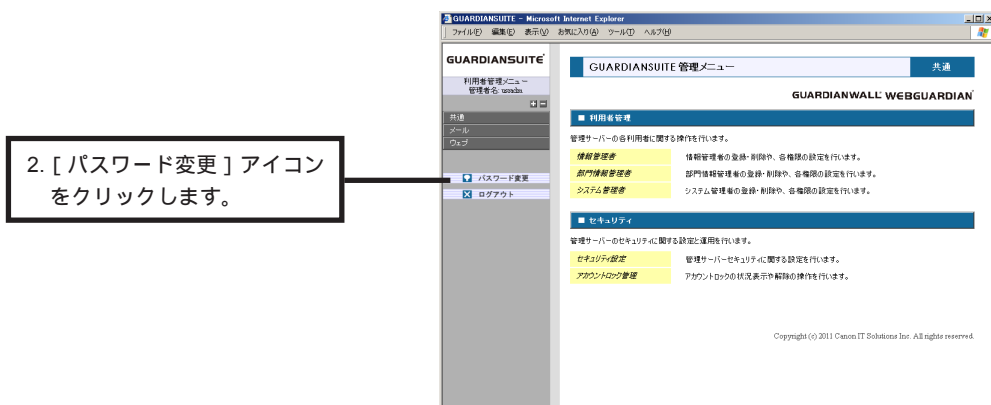 GUARDIANSUITE - Microsoft Internet Explorer
ファイル(F) 編集(E) 表示(V) お気に入り(A) ツール(T) ヘルプ(H)
GUARDIANSUITE
利用者管理メニュー
管理者名:
共通
メール
ウェブ
パスワード変更
ログアウト
2. [ パスワード変更 ] アイコン
をクリックします。
GUARDIANSUITE 管理メニュー
共通
GUARDIANWALL WEBGUARDIAN
■ 利用者管理
管理サーバーの各利用者に関する操作を行います。
情報管理者 情報管理者の登録・削除や、各権限の設定を行います。
部門情報管理者 部門情報管理者の登録・削除や、各権限の設定を行います。
システム管理者 システム管理者の登録・削除や、各権限の設定を行います。
■ セキュリティ
管理サーバーのセキュリティに関する設定と運用を行います。
セキュリティ設定 管理サーバーセキュリティに関する設定を行います。
アカウントロック管理 アカウントロックの状況表示や解除の操作を行います。
Copyright (c) 2011 Canon IT Solutions Inc. All rights reserved.